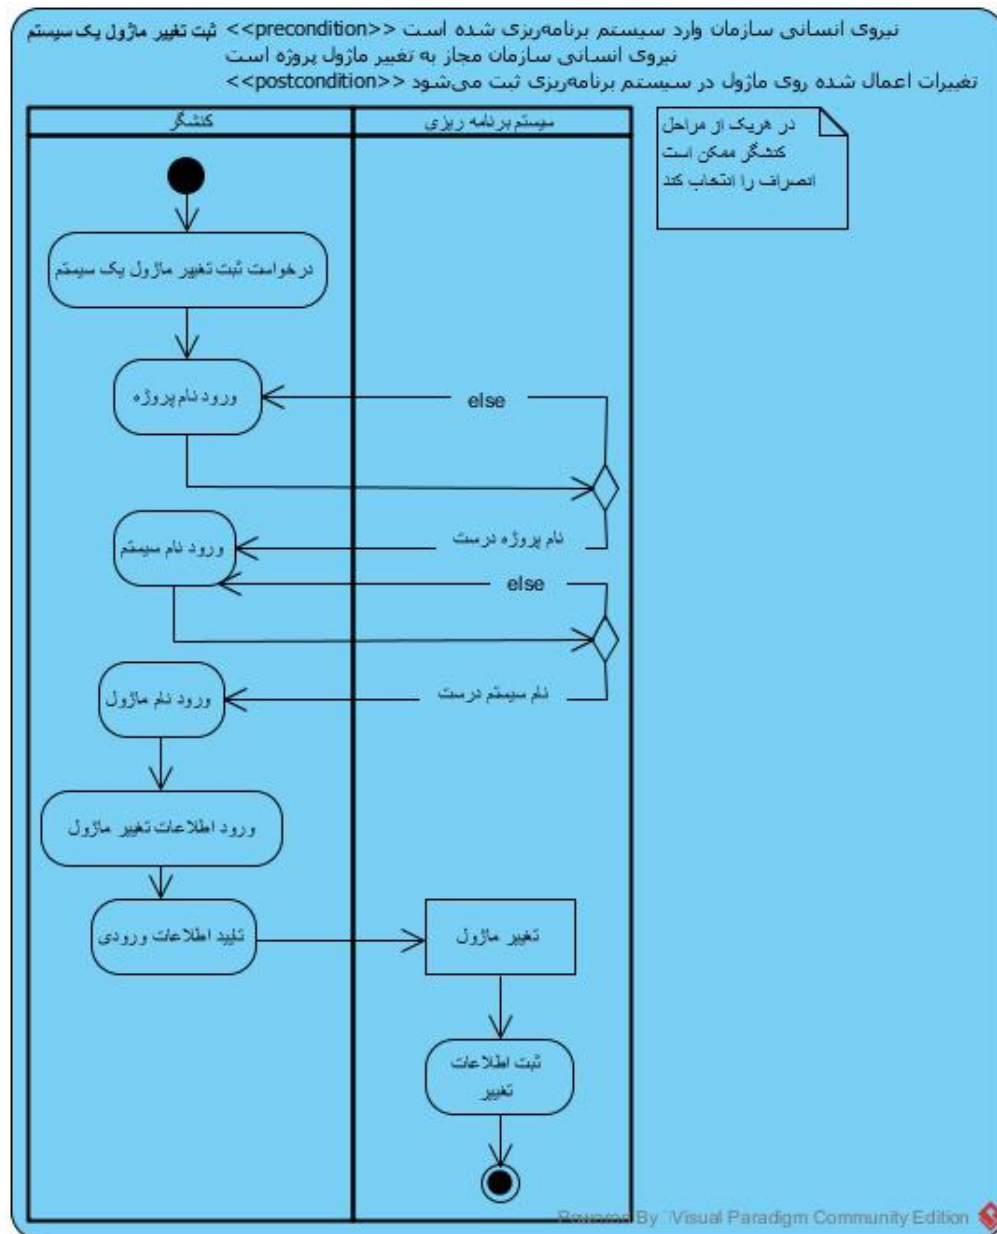 ثبت تغییر ماژول یک سیستم <<precondition>> نیروی انسانی سازمان وارد سیستم برنامه‌ریزی شده است
نیروی انسانی سازمان مجاز به تغییر ماژول پروژه است
<<postcondition>> تغییرات اعمال شده روی ماژول در سیستم برنامه‌ریزی ثبت می‌شود
کنشگر
سیستم برنامه ریزی
در هریک از مراحل
کنشگر ممکن است
انصراف را انتخاب کند
درخواست ثبت تغییر ماژول یک سیستم
ورود نام پروژه
else
نام پروژه درست
ورود نام سیستم
else
نام سیستم درست
ورود نام ماژول
ورود اطلاعات تغییر ماژول
تایید اطلاعات ورودی
تغییر ماژول
ثبت اطلاعات
تغییر
Powered By Visual Paradigm Community Edition